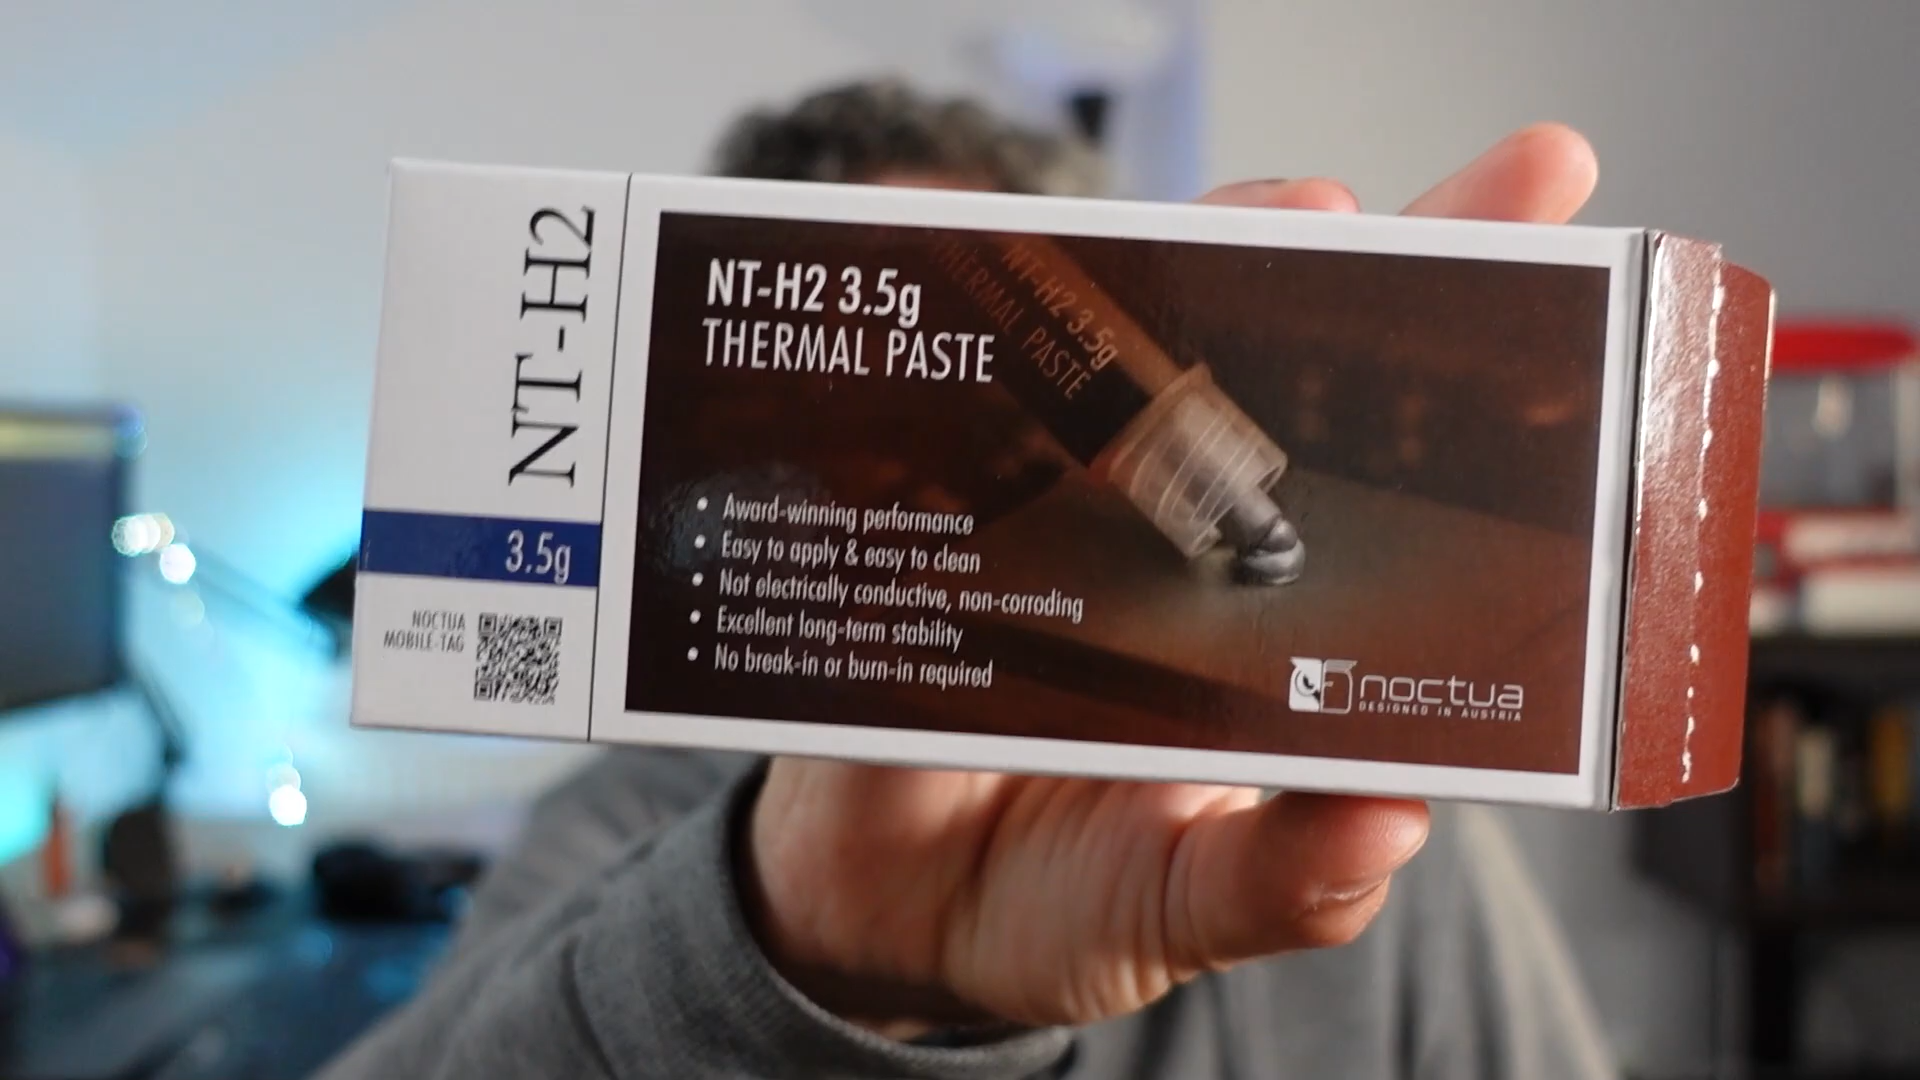 NT-H2
3.5g
NOCTUA
MOBILE-TAG
NT-H2 3.5g
THERMAL PASTE
NT-H2 3.5g
THERMAL PASTE
• Award-winning performance
• Easy to apply & easy to clean
• Not electrically conductive, non-corroding
• Excellent long-term stability
• No break-in or burn-in required
noctua
DESIGNED IN AUSTRIA